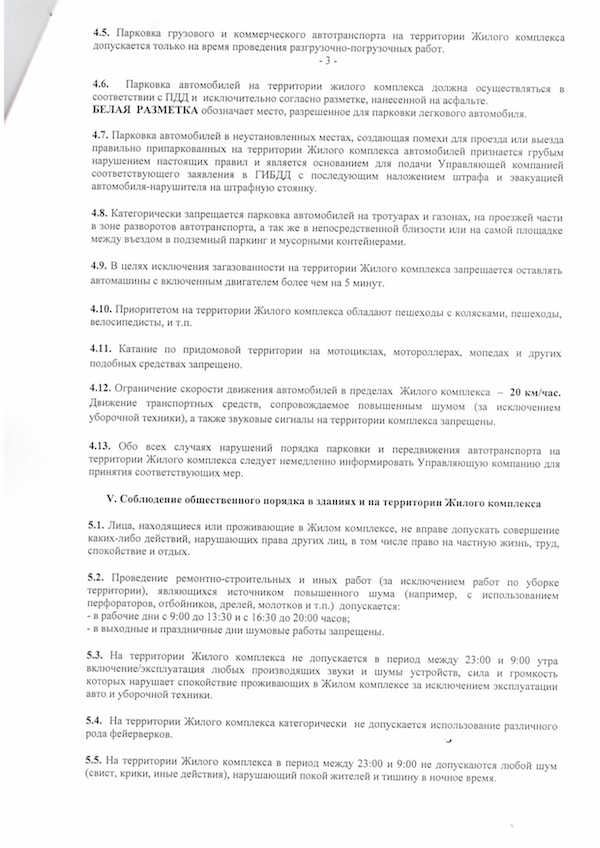 4.5. Парковка грузового и коммерческого автотранспорта на территории Жилого комплекса
допускается только на время проведения разгрузочно-погрузочных работ.
- 3 -
4.6. Парковка автомобилей на территории жилого комплекса должна осуществляться в
соответствии с ПДД и исключительно согласно разметке, нанесенной на асфальте.
БЕЛАЯ РАЗМЕТКА обозначает место, разрешенное для парковки легкового автомобиля.
4.7. Парковка автомобилей в неустановленных местах, создающая помехи для проезда или выезда
правильно припаркованных на территории Жилого комплекса автомобилей признается грубым
нарушением настоящих правил и является основанием для подачи Управляющей компанией
соответствующего заявления в ГИБДД с последующим наложением штрафа и эвакуацией
автомобиля-нарушителя на штрафную стоянку.
4.8. Категорически запрещается парковка автомобилей на тротуарах и газонах, на проезжей части
в зоне разворотов автотранспорта, а так же в непосредственной близости или на самой площадке
между въездом в подземный паркинг и мусорными контейнерами.
4.9. В целях исключения загазованности на территории Жилого комплекса запрещается оставлять
автомашины с включенным двигателем более чем на 5 минут.
4.10. Приоритетом на территории Жилого комплекса обладают пешеходы с колясками, пешеходы,
велосипедисты, и т.п.
4.11. Катание по придомовой территории на мотоциклах, мотороллерах, мопедах и других
подобных средствах запрещено.
4.12. Ограничение скорости движения автомобилей в пределах Жилого комплекса – 20 км/час.
Движение транспортных средств, сопровождаемое повышенным шумом (за исключением
уборочной техники), а также звуковые сигналы на территории комплекса запрещены.
4.13. Обо всех случаях нарушений порядка парковки и передвижения автотранспорта на
территории Жилого комплекса следует немедленно информировать Управляющую компанию для
принятия соответствующих мер.
V. Соблюдение общественного порядка в зданиях и на территории Жилого комплекса
5.1. Лица, находящиеся или проживающие в Жилом комплексе, не вправе допускать совершение
каких-либо действий, нарушающих права других лиц, в том числе право на частную жизнь, труд,
спокойствие и отдых.
5.2. Проведение ремонтно-строительных и иных работ (за исключением работ по уборке
территории), являющихся источником повышенного шума (например, с использованием
перфораторов, отбойников, дрелей, молотков и т.п.) допускается:
- в рабочие дни с 9:00 до 13:30 и с 16:30 до 20:00 часов;
- в выходные и праздничные дни шумовые работы запрещены.
5.3. На территории Жилого комплекса не допускается в период между 23:00 и 9:00 утра
включение/эксплуатация любых производящих звуки и шумы устройств, сила и громкость
которых нарушает спокойствие проживающих в Жилом комплексе за исключением эксплуатации
авто и уборочной техники.
5.4. На территории Жилого комплекса категорически не допускается использование различного
рода фейерверков.
5.5. На территории Жилого комплекса в период между 23:00 и 9:00 не допускаются любой шум
(свист, крики, иные действия), нарушающий покой жителей и тишину в ночное время.